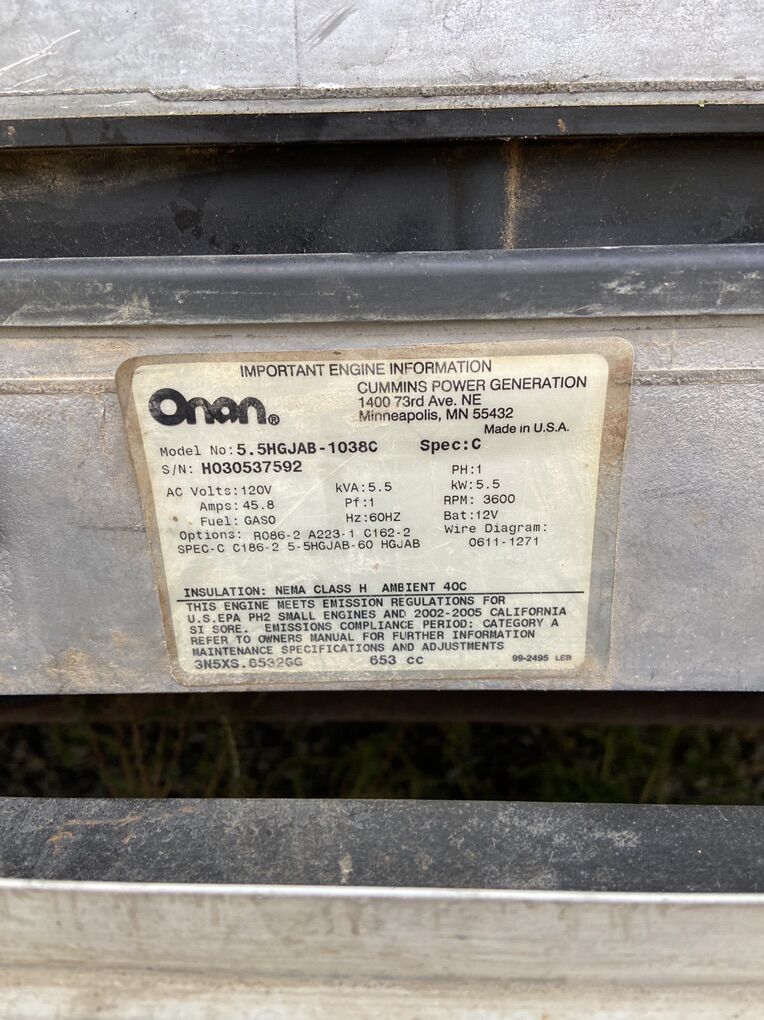 IMPORTANT ENGINE INFORMATION
Onan®
CUMMINS POWER GENERATION
1400 73rd Ave. NE
Minneapolis, MN 55432
Made in U.S.A.
Model No: 5.5HGJAB-1038C Spec: C
S/N: H030537592 PH: 1
AC Volts: 120V kVA: 5.5 kW: 5.5
Amps: 45.8 Pf: 1 RPM: 3600
Fuel: GASO Hz: 60HZ Bat: 12V
Options: R086-2 A223-1 C162-2 Wire Diagram:
SPEC-C C186-2 5-5HGJAB-60 HGJAB 0611-1271
INSULATION: NEMA CLASS H AMBIENT 40C
THIS ENGINE MEETS EMISSION REGULATIONS FOR
U.S.EPA PH2 SMALL ENGINES AND 2002-2005 CALIFORNIA
SI SORE. EMISSIONS COMPLIANCE PERIOD: CATEGORY A
REFER TO OWNERS MANUAL FOR FURTHER INFORMATION
MAINTENANCE SPECIFICATIONS AND ADJUSTMENTS
3N5XS.6532GG 653 cc 99-2495 LEB